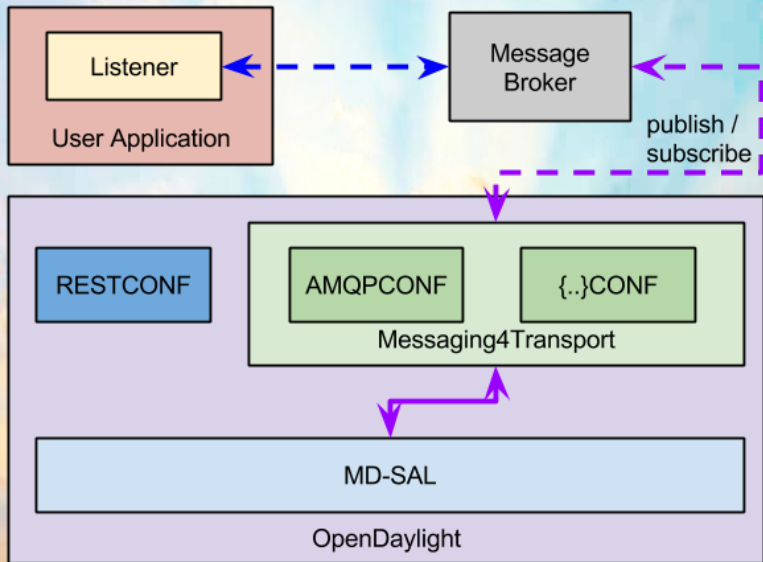 Listener
User Application
Message
Broker
publish /
subscribe
RESTCONF
AMQPCONF
{..}CONF
Messaging4Transport
MD-SAL
OpenDaylight